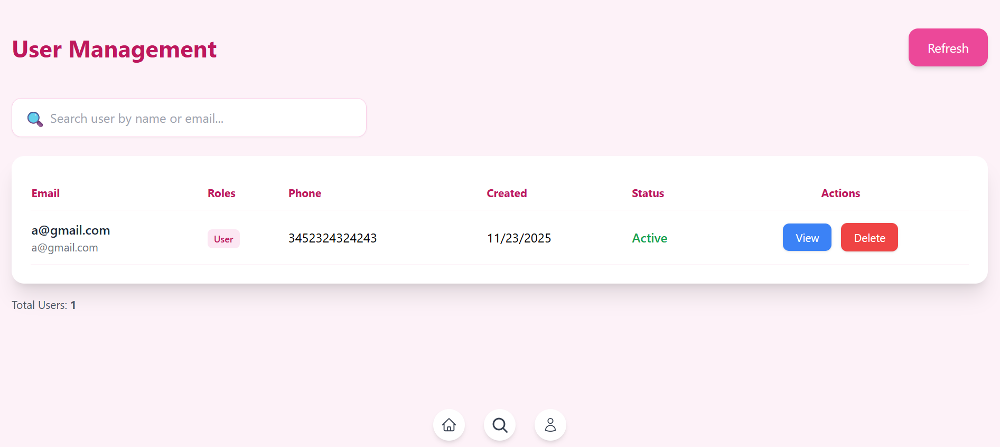 User Management
Refresh
Search user by name or email...
Email Roles Phone Created Status Actions
a@gmail.com
a@gmail.com
User 3452324324243 11/23/2025 Active View Delete
Total Users: 1